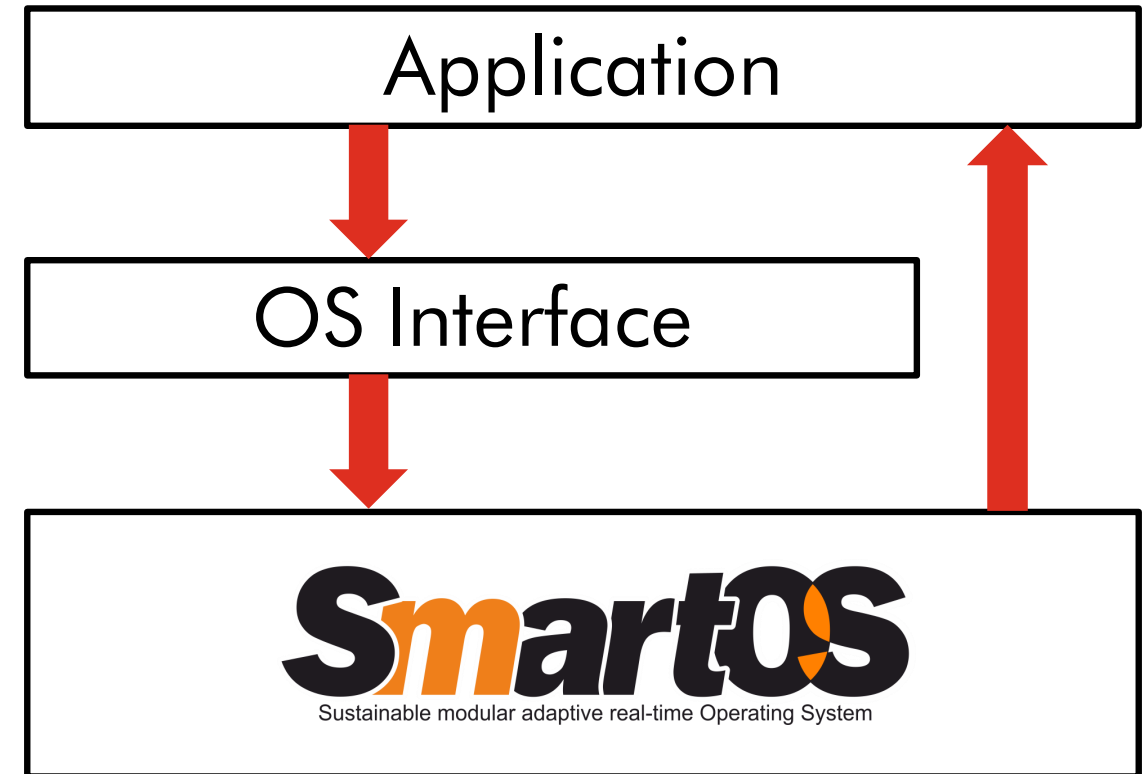 Application
OS Interface
SmartOS
Sustainable modular adaptive real-time Operating System